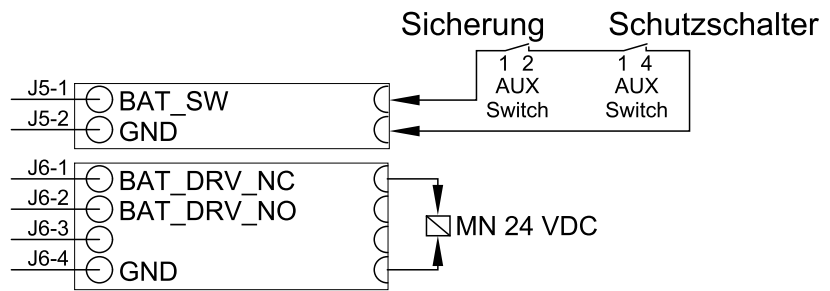 Sicherung Schutzschalter
1 2 1 4
AUX AUX
Switch Switch
J5-1 BAT_SW
J5-2 GND
J6-1 BAT_DRV_NC
J6-2 BAT_DRV_NO
MN 24 VDC
J6-3
J6-4 GND